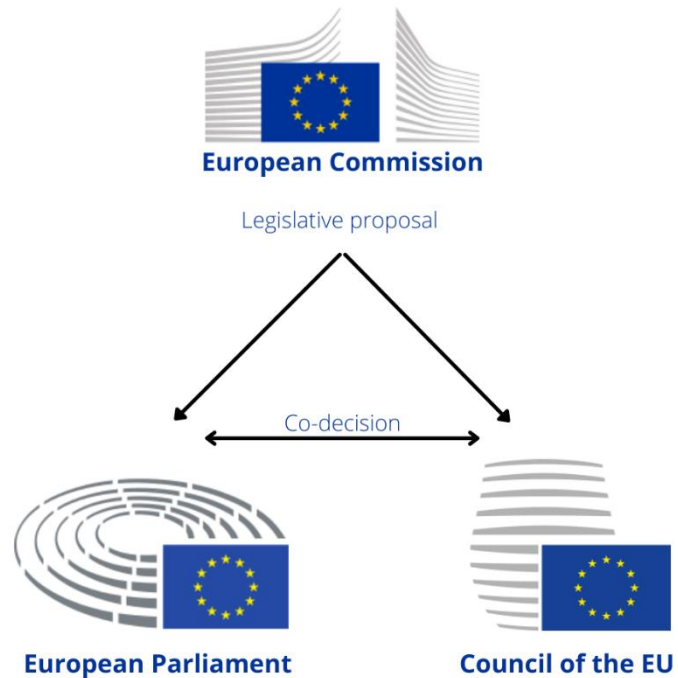 European Commission
Legislative proposal
Co-decision
European Parliament
Council of the EU